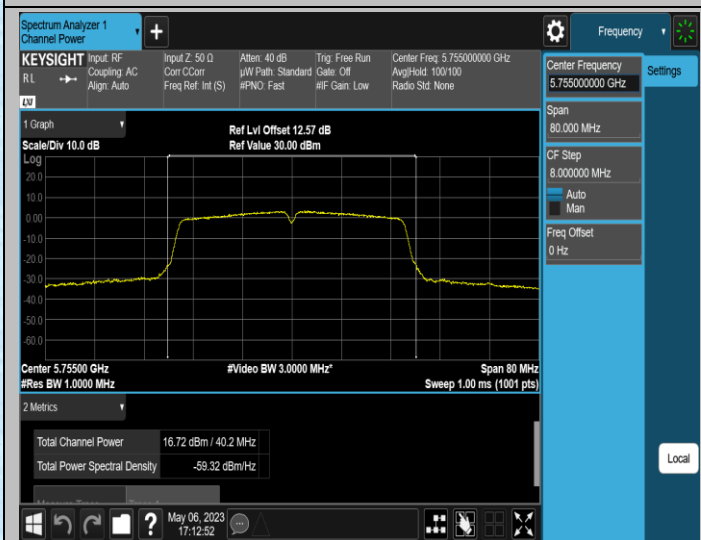 Spectrum Analyzer 1
Channel Power
+
Frequency
KEYSIGHT
R L
LXI
Input: RF
Coupling: AC
Align: Auto
Input Z: 50 Ω
Corr CCorr
Freq Ref: Int (S)
Atten: 40 dB
µW Path: Standard
#PNO: Fast
Trig: Free Run
Gate: Off
#IF Gain: Low
Center Freq: 5.755000000 GHz
Avg|Hold: 100/100
Radio Std: None
Center Frequency
5.755000000 GHz
Settings
Span
80.000 MHz
CF Step
8.000000 MHz
Auto
Man
Freq Offset
0 Hz
1 Graph
Scale/Div 10.0 dB
Ref Lvl Offset 12.57 dB
Ref Value 30.00 dBm
Log
20.0
10.0
0.00
-10.0
-20.0
-30.0
-40.0
-50.0
-60.0
Center 5.75500 GHz
#Res BW 1.0000 MHz
#Video BW 3.0000 MHz*
Span 80 MHz
Sweep 1.00 ms (1001 pts)
2 Metrics
Total Channel Power 16.72 dBm / 40.2 MHz
Total Power Spectral Density -59.32 dBm/Hz
Local
?
May 06, 2023
17:12:52